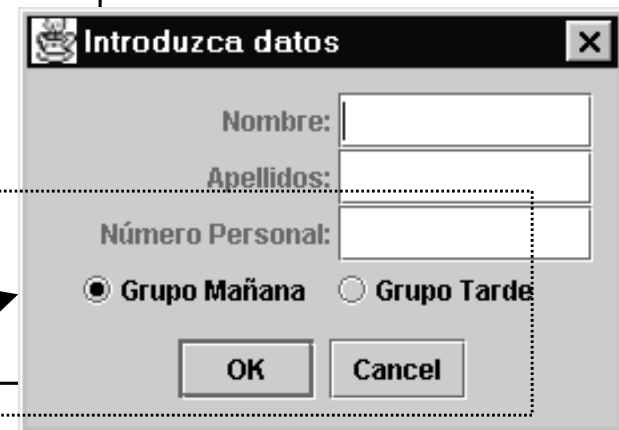 Introduzca datos
Nombre:
Apellidos:
Número Personal:
Grupo Mañana Grupo Tarde
OK Cancel